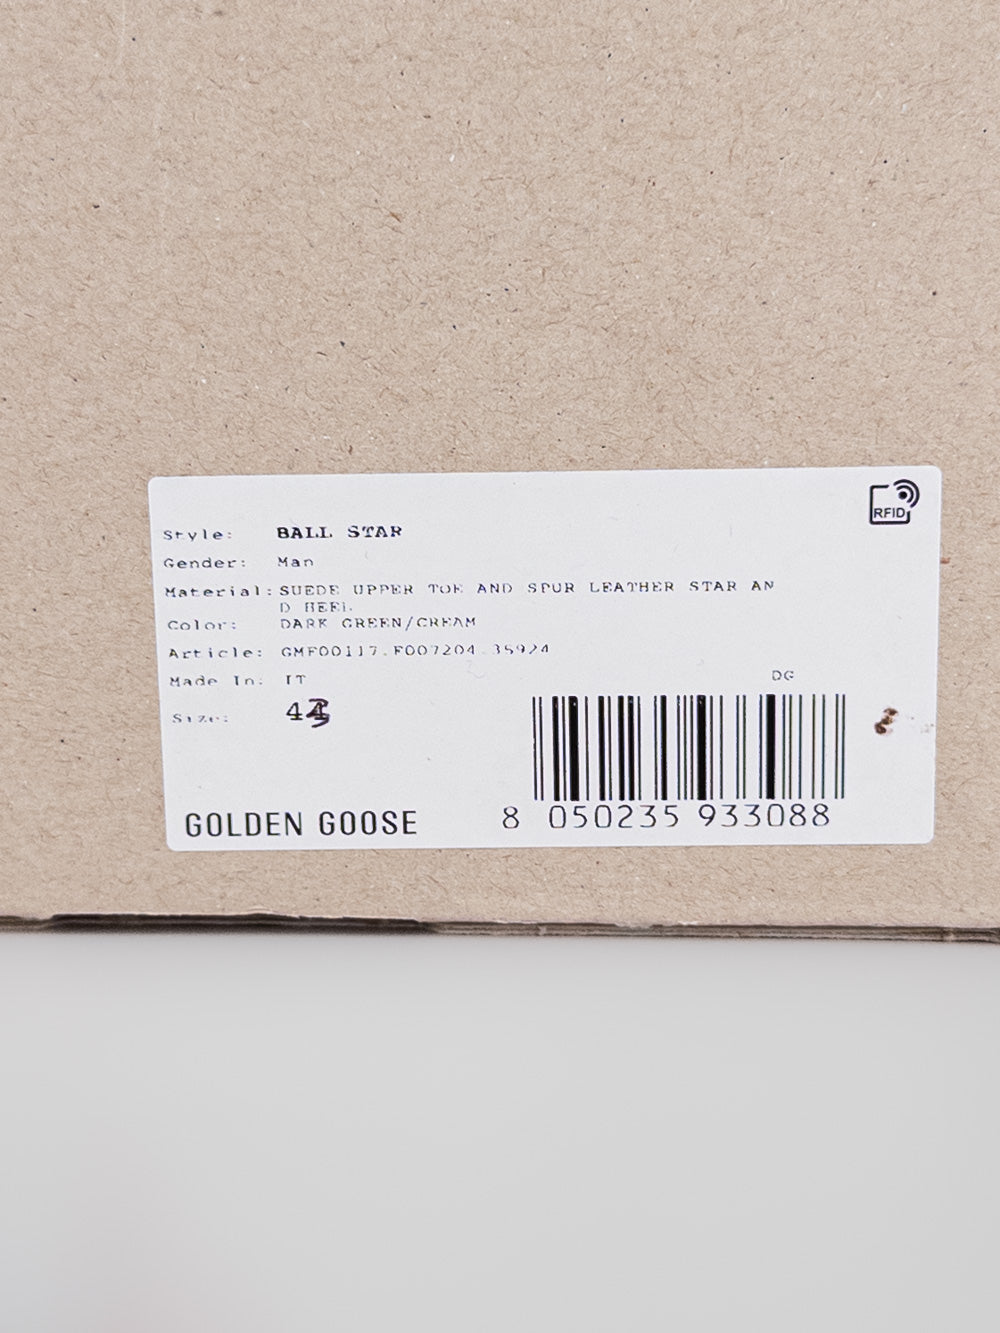 RFID
Style: BALL STAR
Gender: Man
Material: SUEDE UPPER TOE AND SPUR LEATHER STAR AN
D HEEL
Color: DARK GREEN/CREAM
Article: GMF00117.F007204.35924
Made In: IT
DG
Size: 43
GOLDEN GOOSE
8 050235 933088